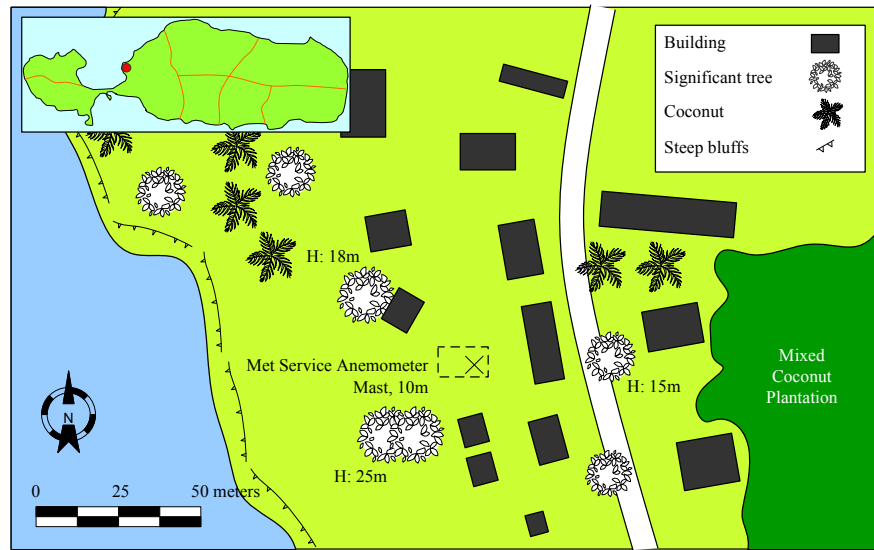 Building
Significant tree
Coconut
Steep bluffs
H: 18m
Met Service Anemometer
Mast, 10m
H: 15m
Mixed
Coconut
Plantation
N
H: 25m
0 25 50 meters